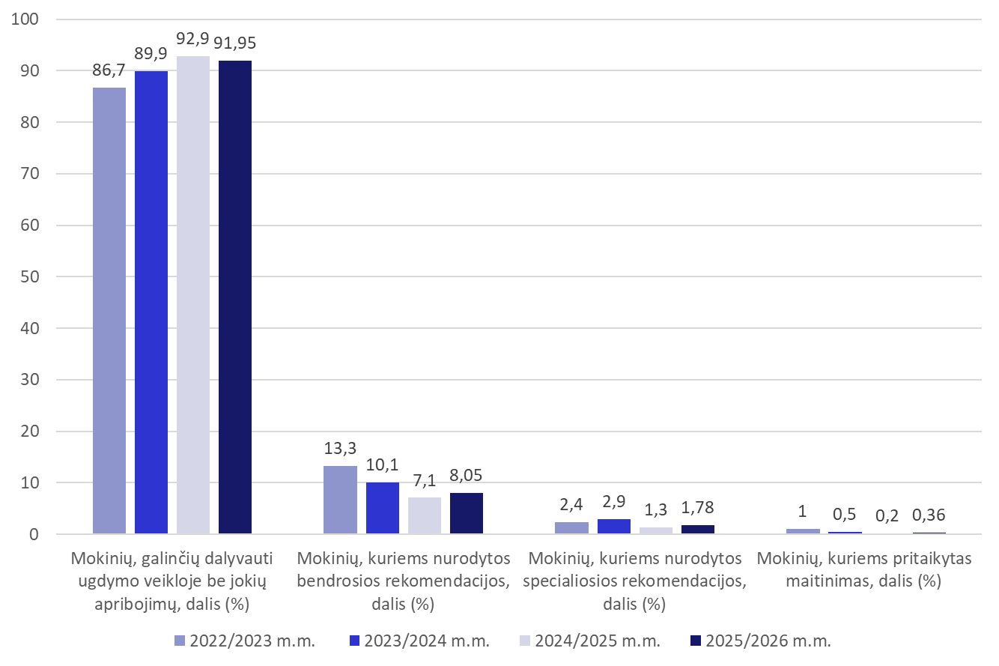 100
90
80
70
60
50
40
30
20
10
0
86,7
89,9
92,9
91,95
13,3
10,1
7,1
8,05
2,4
2,9
1,3
1,78
1
0,5
0,2
0,36
Mokinių, galinčių dalyvauti
ugdymo veikloje be jokių
apribojimų, dalis (%)
Mokinių, kuriems nurodytos
bendrosios rekomendacijos,
dalis (%)
Mokinių, kuriems nurodytos
specialiosios rekomendacijos,
dalis (%)
Mokinių, kuriems pritaikytas
maitinimas, dalis (%)
2022/2023 m.m.
2023/2024 m.m.
2024/2025 m.m.
2025/2026 m.m.